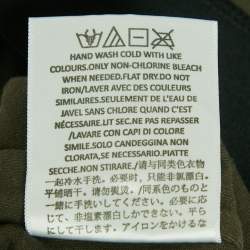 HAND WASH COLD WITH LIKE
COLOURS.ONLY NON-CHLORINE BLEACH
WHEN NEEDED.FLAT DRY.DO NOT
IRON/LAVER AVEC DES COULEURS
SIMILAIRES.SEULEMENT L'EAU DE
JAVEL SANS CHLORE QUAND C'EST
NECESSAIRE.LIT SEC.NE PAS REPASSER
/LAVARE CON CAPI DI COLORE
SIMILE.SOLO CANDEGGINA NON
CHLORO,SE NECESSARIO.PIATTE
SECCHE.NON STIRARE./请与同类色衣物
一起冷水手洗。若必要时，只能非氯漂白。
平铺晾干。请勿熨烫。/同系のものと一
緒に手洗いしてください。必要に応じ
て、非塩素漂白しかできない。平らに
干してします。アイロンをかけるな